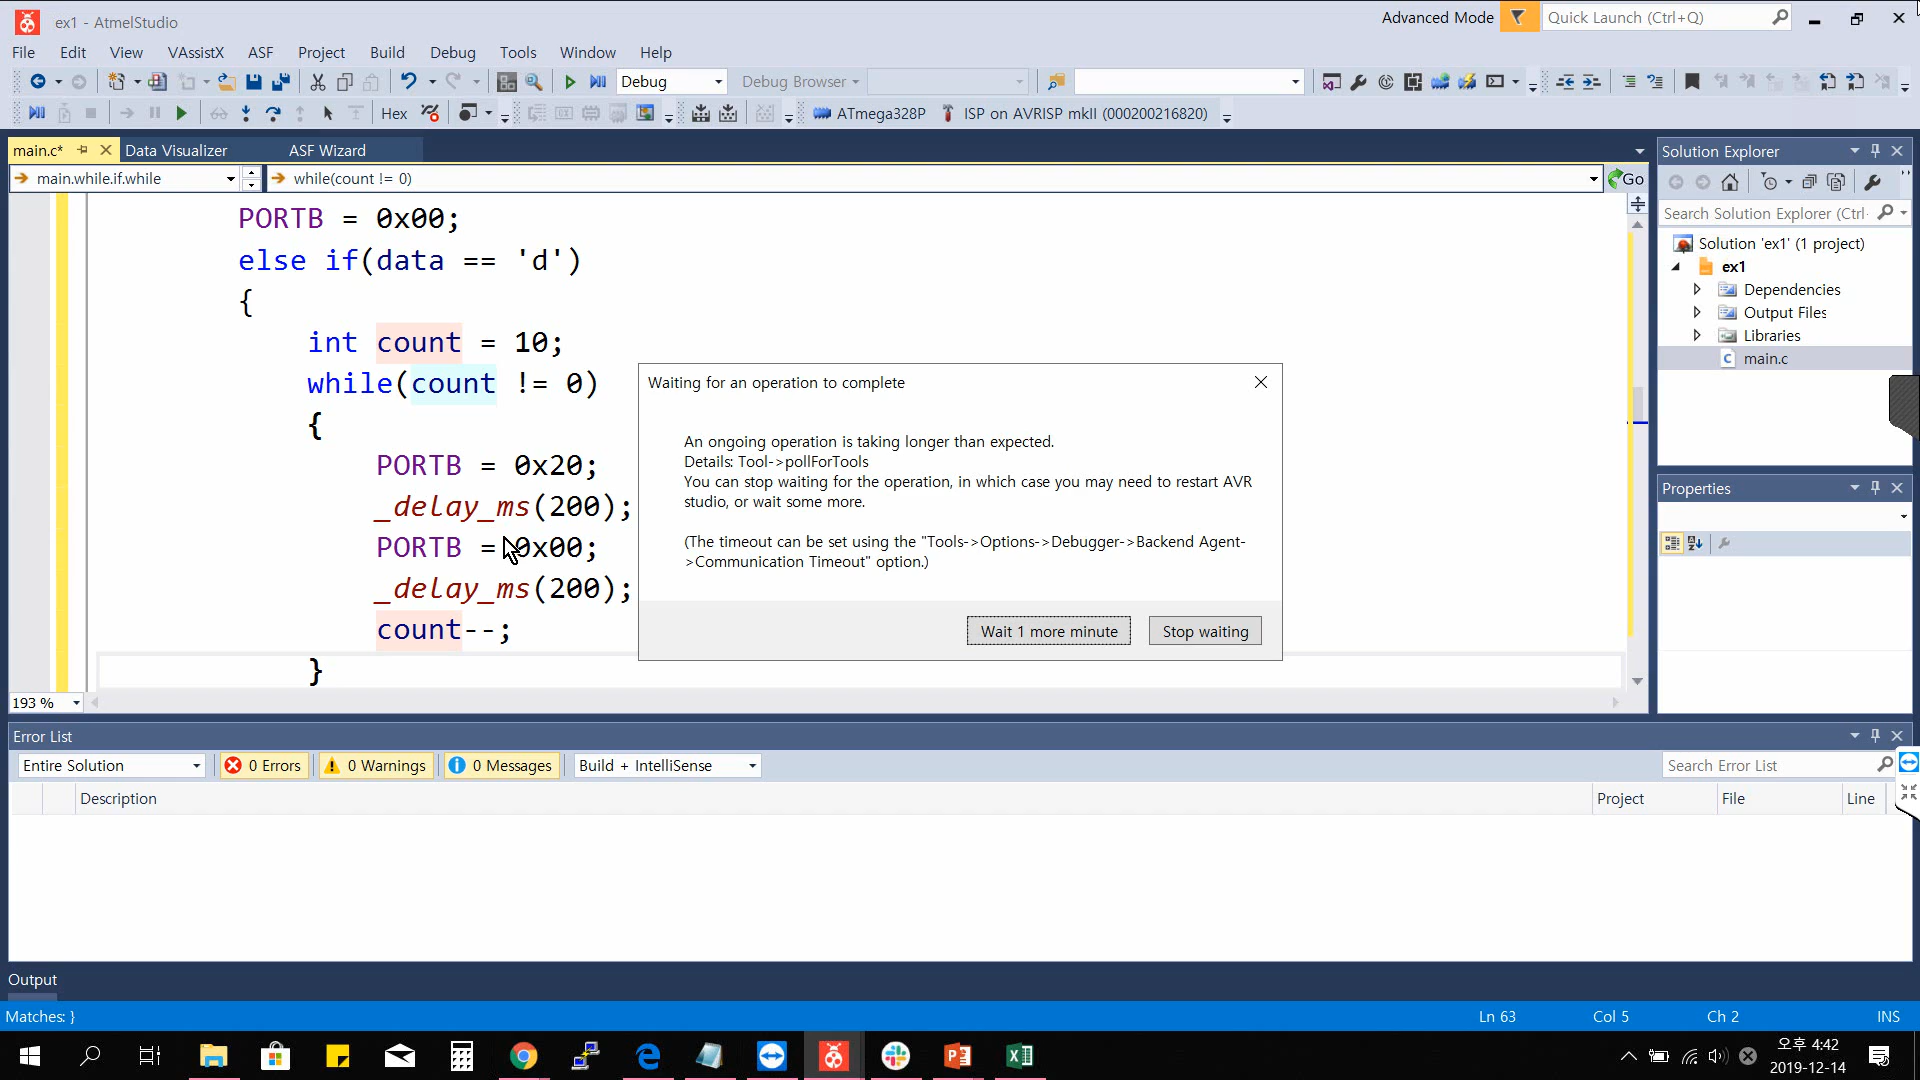 ex1 - AtmelStudio
Advanced Mode
Quick Launch (Ctrl+Q)
File Edit View VAssistX ASF Project Build Debug Tools Window Help
Debug
Debug Browser
Hex
ATmega328P
ISP on AVRISP mkII (000200216820)
main.c*
Data Visualizer
ASF Wizard
main.while.if.while
while(count != 0)
Go
PORTB = 0x00;
else if(data == 'd')
{
int count = 10;
while(count != 0)
{
PORTB = 0x20;
_delay_ms(200);
PORTB = 0x00;
_delay_ms(200);
count--;
}
193 %
Waiting for an operation to complete
An ongoing operation is taking longer than expected.
Details: Tool->pollForTools
You can stop waiting for the operation, in which case you may need to restart AVR
studio, or wait some more.
(The timeout can be set using the "Tools->Options->Debugger->Backend Agent-
>Communication Timeout" option.)
Wait 1 more minute
Stop waiting
Solution Explorer
Search Solution Explorer (Ctrl
Solution 'ex1' (1 project)
ex1
Dependencies
Output Files
Libraries
main.c
Properties
Error List
Entire Solution
0 Errors
0 Warnings
0 Messages
Build + IntelliSense
Search Error List
Description
Project
File
Line
Output
Matches: }
Ln 63
Col 5
Ch 2
INS
오후 4:42
2019-12-14